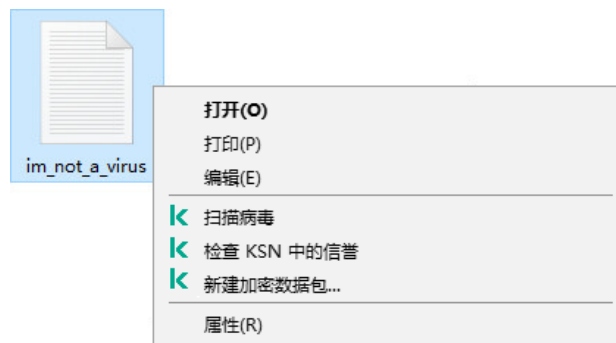 im_not_a_virus
打开(O)
打印(P)
编辑(E)
扫描病毒
检查 KSN 中的信誉
新建加密数据包...
属性(R)